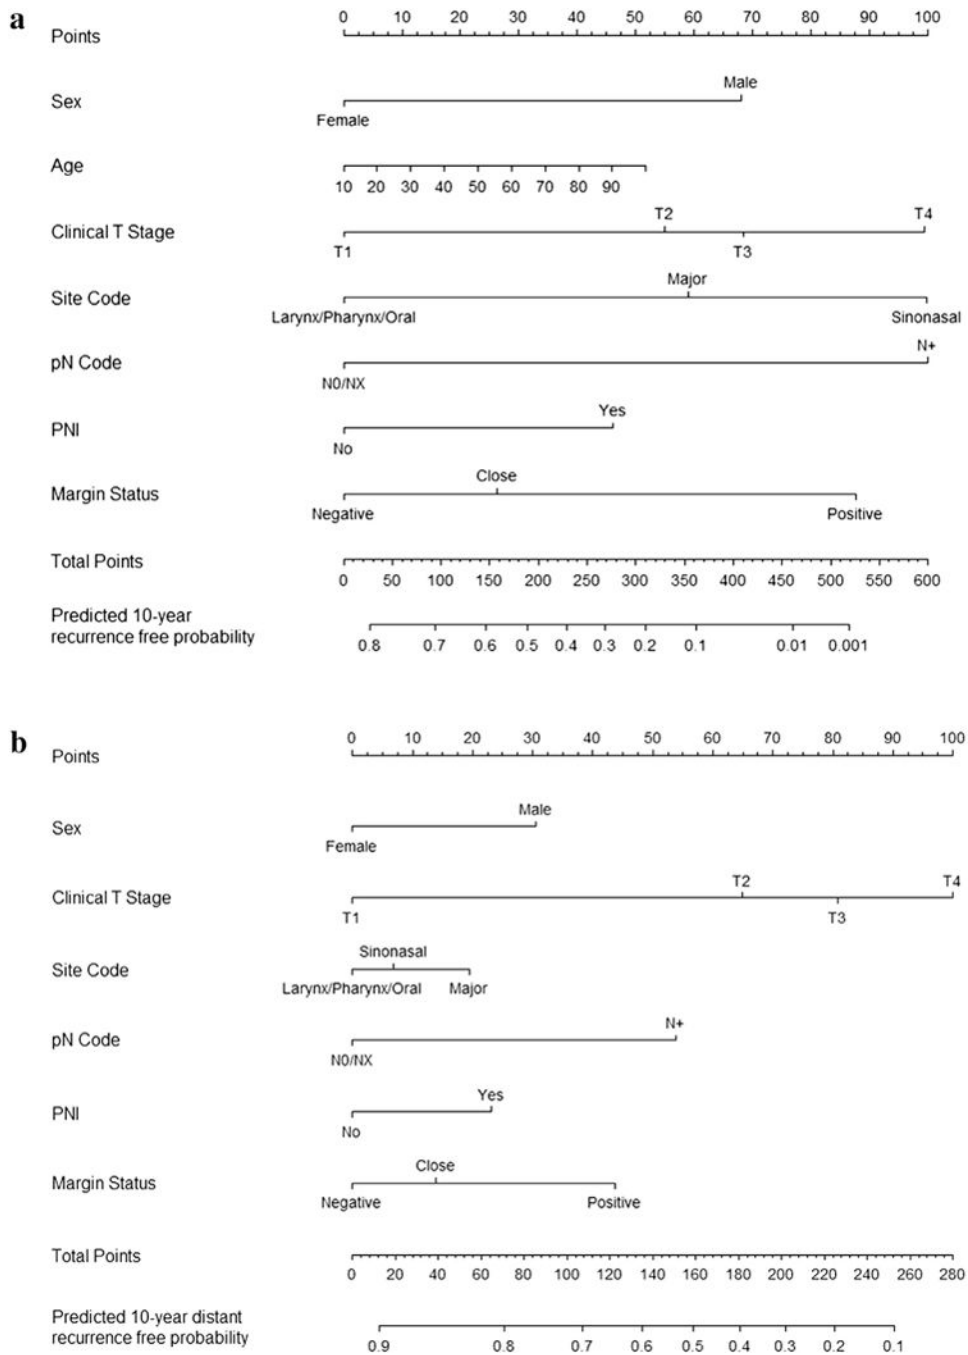 a
Points
0 10 20 30 40 50 60 70 80 90 100
Male
Sex
Female
Age
10 20 30 40 50 60 70 80 90
T2 T4
Clinical T Stage
T1 T3
Major
Site Code
Larynx/Pharynx/Oral Sinonasal
N+
pN Code
N0/NX
Yes
PNI
No
Close
Margin Status
Negative Positive
Total Points
0 50 100 150 200 250 300 350 400 450 500 550 600
Predicted 10-year
recurrence free probability
0.8 0.7 0.6 0.5 0.4 0.3 0.2 0.1 0.01 0.001
b
0 10 20 30 40 50 60 70 80 90 100
Points
Male
Sex
Female
T2 T4
Clinical T Stage
T1 T3
Sinonasal
Site Code
Larynx/Pharynx/Oral Major
N+
pN Code
N0/NX
Yes
PNI
No
Close
Margin Status
Negative Positive
Total Points
0 20 40 60 80 100 120 140 160 180 200 220 240 260 280
Predicted 10-year distant
recurrence free probability
0.9 0.8 0.7 0.6 0.5 0.4 0.3 0.2 0.1